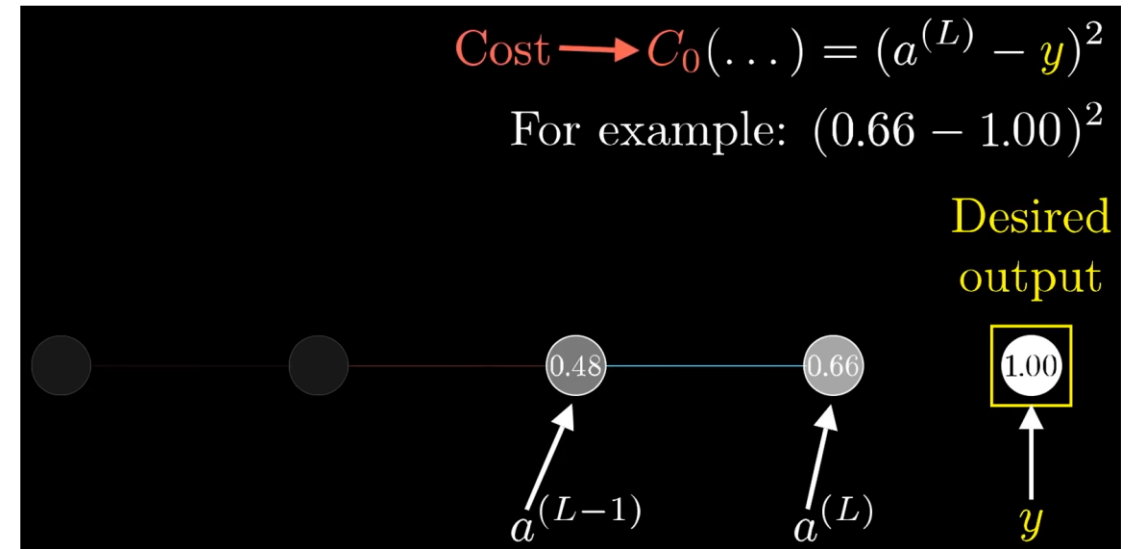 Cost → C₀(...) = (a⁽ᴸ⁾ − y)²
For example: (0.66 − 1.00)²
Desired
output
0.48 0.66 1.00
a⁽ᴸ⁻¹⁾ a⁽ᴸ⁾ y